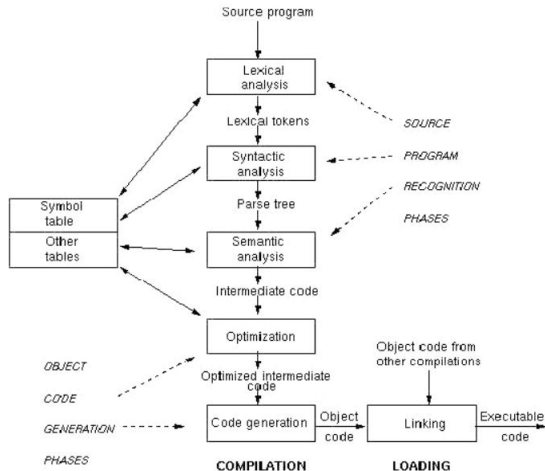 Source program
Lexical
analysis
Lexical tokens
SOURCE
Syntactic
analysis
PROGRAM
Parse tree
RECOGNITION
PHASES
Symbol
table
Other
tables
Semantic
analysis
Intermediate code
Optimization
Object code from
other compilations
OBJECT
CODE
GENERATION
PHASES
Optimized intermediate
code
Code generation
Object
code
Linking
Executable
code
COMPILATION
LOADING